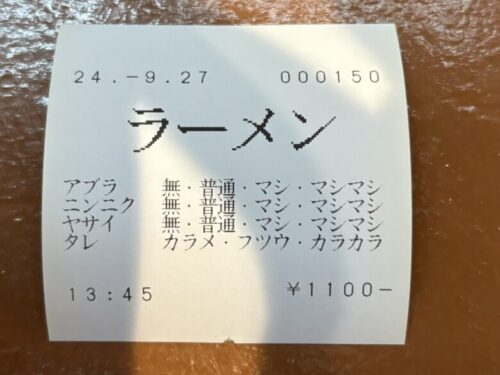 24.-9.27 000150
ラーメン
アブラ 無・普通・マシ・マシマシ
ニンニク 無・普通・マシ・マシマシ
ヤサイ 無・普通・マシ・マシマシ
タレ カラメ・フツウ・カラカラ
13:45 ¥1100-